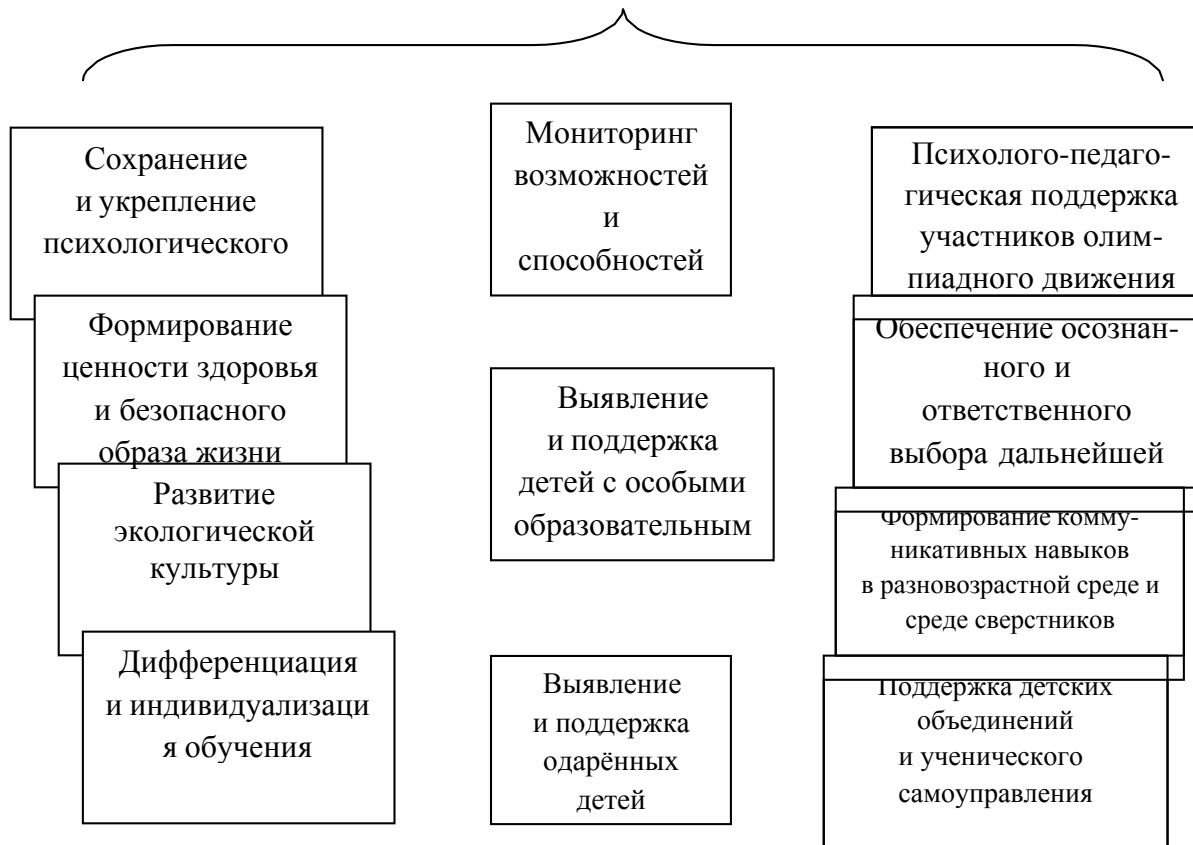 Сохранение
и укрепление
психологического
Формирование
ценности здоровья
и безопасного
образа жизни
Развитие
экологической
культуры
Дифференциация
и индивидуализаци
я обучения
Мониторинг
возможностей
и
способностей
Выявление
и поддержка
детей с особыми
образовательным
Выявление
и поддержка
одарённых
детей
Психолого-педаго-
гическая поддержка
участников олим-
пиадного движения
Обеспечение осознан-
ного и
ответственного
выбора дальнейшей
Формирование комму-
никативных навыков
в разновозрастной среде и
среде сверстников
Поддержка детских
объединений
и ученического
самоуправления